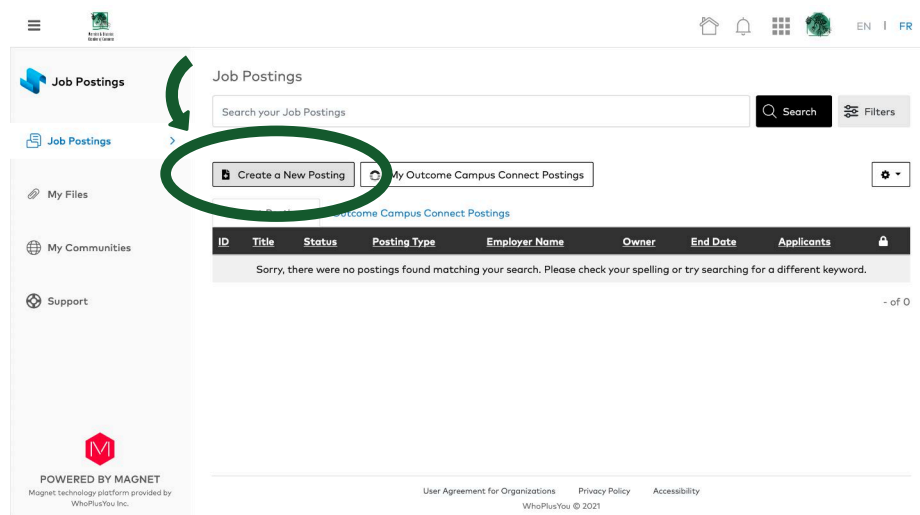 EN | FR
Job Postings
Job Postings
Search your Job Postings
Search
Filters
Job Postings
Create a New Posting
My Outcome Campus Connect Postings
My Files
Outcome Campus Connect Postings
My Communities
ID Title Status Posting Type Employer Name Owner End Date Applicants
Sorry, there were no postings found matching your search. Please check your spelling or try searching for a different keyword.
Support
- of 0
POWERED BY MAGNET
Magnet technology platform provided by
WhoPlusYou Inc.
User Agreement for Organizations Privacy Policy Accessibility
WhoPlusYou © 2021